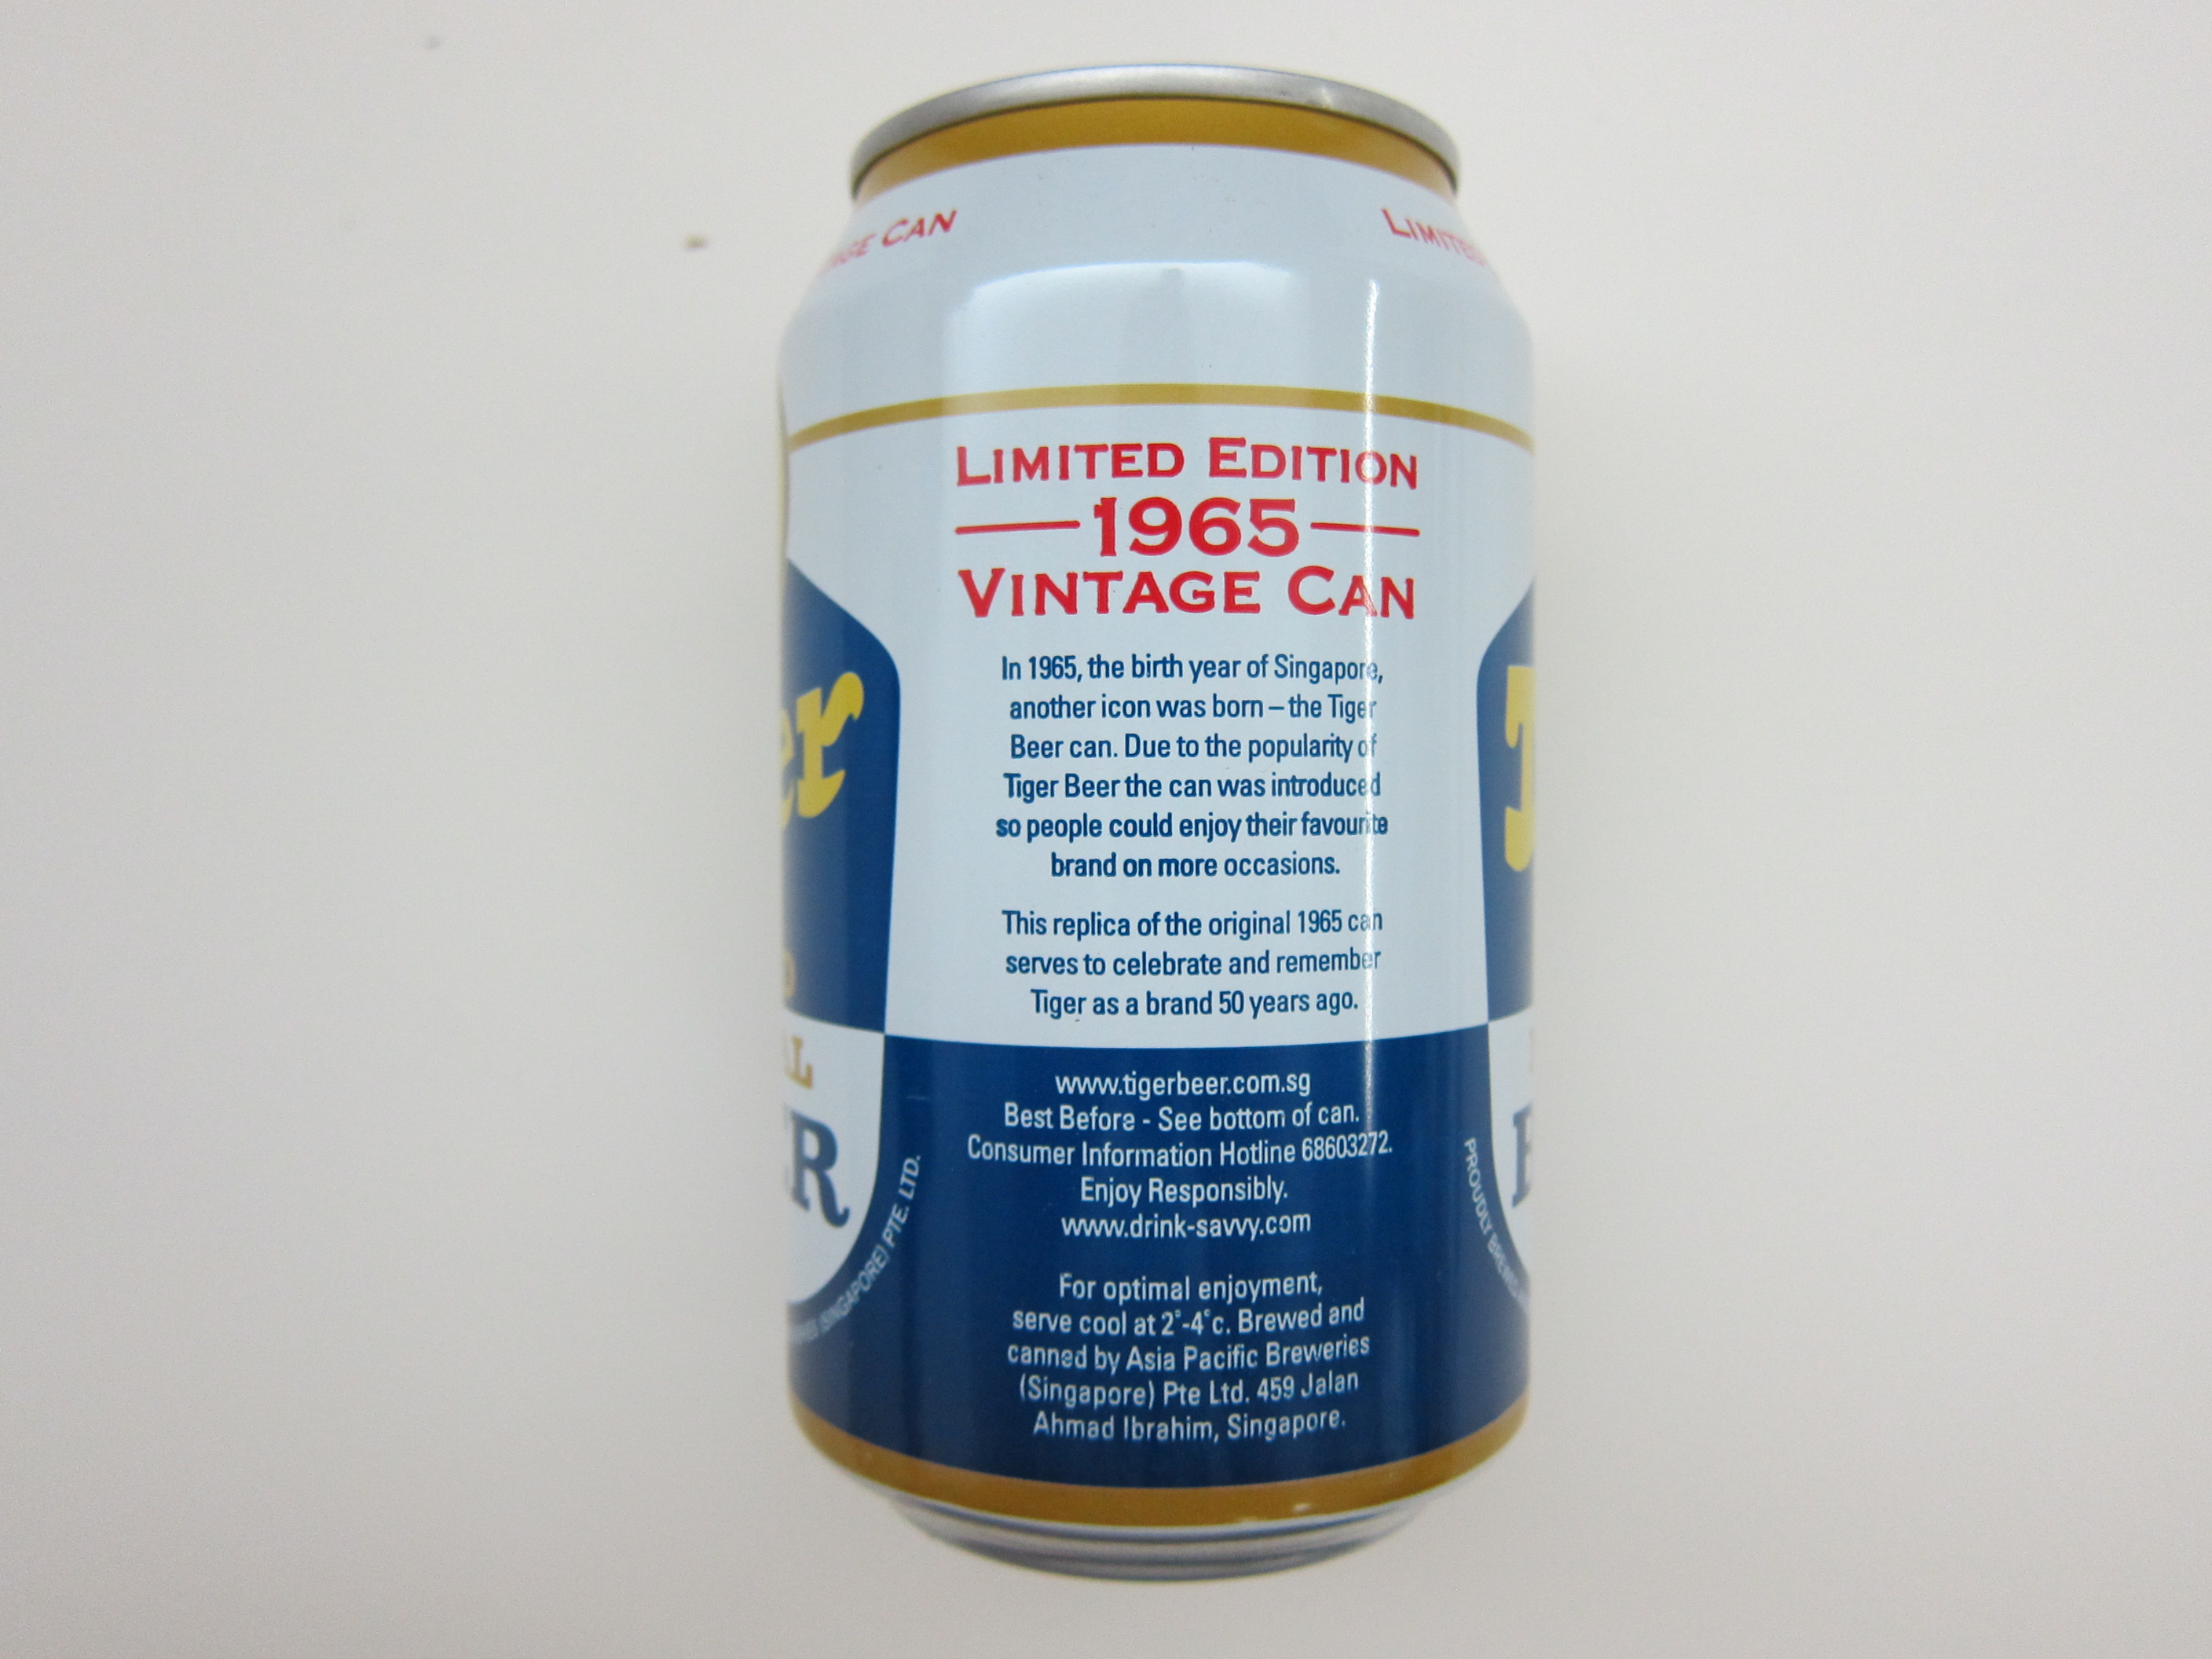 CAN
LIMITED EDITION
1965
VINTAGE CAN
In 1965, the birth year of Singapore,
another icon was born – the Tiger
Beer can. Due to the popularity of
Tiger Beer the can was introduced
so people could enjoy their favourite
brand on more occasions.
This replica of the original 1965 can
serves to celebrate and remember
Tiger as a brand 50 years ago.
www.tigerbeer.com.sg
Best Before - See bottom of can.
Consumer Information Hotline 68603272.
Enjoy Responsibly.
www.drink-savvy.com
For optimal enjoyment,
serve cool at 2°-4°c. Brewed and
canned by Asia Pacific Breweries
(Singapore) Pte Ltd. 459 Jalan
Ahmad Ibrahim, Singapore.
(SINGAPORE) PTE. LTD.
PROUDLY